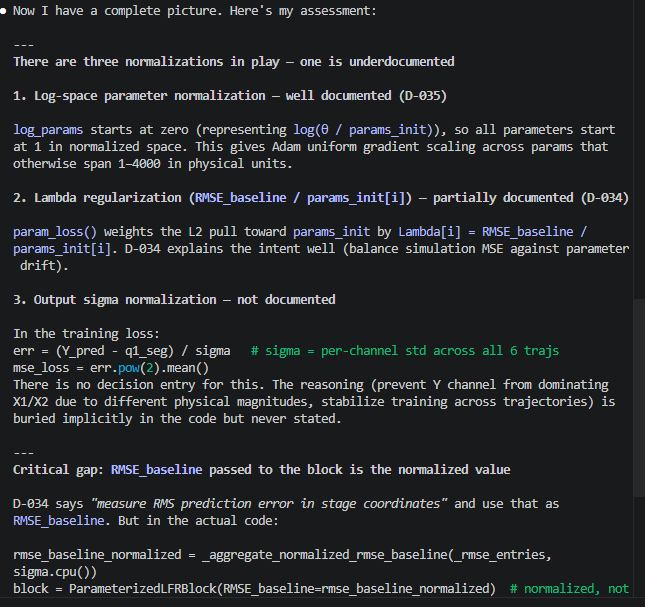 ● Now I have a complete picture. Here's my assessment:
---
There are three normalizations in play — one is underdocumented
1. Log-space parameter normalization — well documented (D-035)
log_params starts at zero (representing log(θ / params_init)), so all parameters start
at 1 in normalized space. This gives Adam uniform gradient scaling across params that
otherwise span 1–4000 in physical units.
2. Lambda regularization (RMSE_baseline / params_init[i]) — partially documented (D-034)
param_loss() weights the L2 pull toward params_init by Lambda[i] = RMSE_baseline /
params_init[i]. D-034 explains the intent well (balance simulation MSE against parameter
drift).
3. Output sigma normalization — not documented
In the training loss:
err = (Y_pred - q1_seg) / sigma   # sigma = per-channel std across all 6 trajs
mse_loss = err.pow(2).mean()
There is no decision entry for this. The reasoning (prevent Y channel from dominating
X1/X2 due to different physical magnitudes, stabilize training across trajectories) is
buried implicitly in the code but never stated.
---
Critical gap: RMSE_baseline passed to the block is the normalized value
D-034 says "measure RMS prediction error in stage coordinates" and use that as
RMSE_baseline. But in the actual code:
rmse_baseline_normalized = _aggregate_normalized_rmse_baseline(_rmse_entries,
sigma.cpu())
block = ParameterizedLFRBlock(RMSE_baseline=rmse_baseline_normalized)  # normalized, not